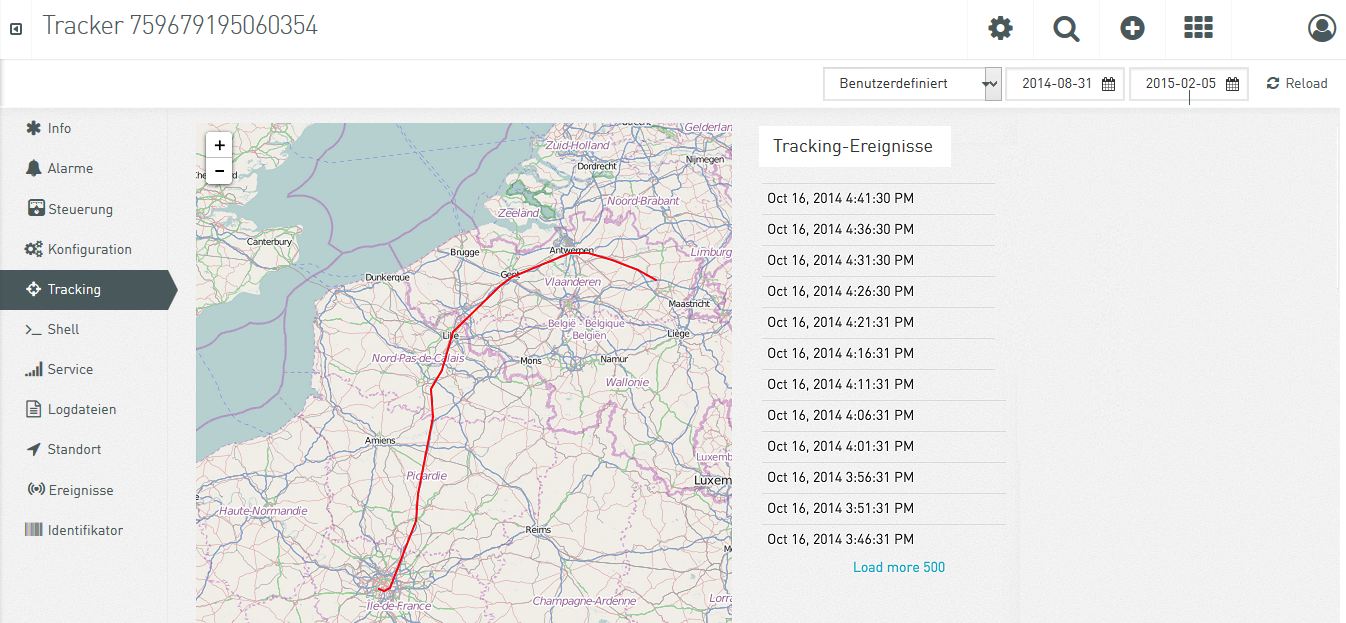 Tracker 759679195060354
Benutzerdefiniert
2014-08-31
2015-02-05
Reload
Info
Alarme
Steuerung
Konfiguration
Tracking
Shell
Service
Logdateien
Standort
Ereignisse
Identifikator
+
-
Gelderlan
Zuid-Holland
Nijmegen
Dordrecht
Noord-Brabant
Zeeland
Canterbury
Brugge
Antwerpen
Limburg
Dunkerque
Gent
Vlaanderen
Maastricht
België - Belgique
- Belgien
Lille
Liège
Nord-Pas-de-Calais
Mons
Namur
Wallonie
Amiens
Picardie
Luxemb
Luxem
Haute-Normandie
Reims
Île-de-France
Champagne-Ardenne
Lorra
Tracking-Ereignisse
Oct 16, 2014 4:41:30 PM
Oct 16, 2014 4:36:30 PM
Oct 16, 2014 4:31:30 PM
Oct 16, 2014 4:26:30 PM
Oct 16, 2014 4:21:31 PM
Oct 16, 2014 4:16:31 PM
Oct 16, 2014 4:11:31 PM
Oct 16, 2014 4:06:31 PM
Oct 16, 2014 4:01:31 PM
Oct 16, 2014 3:56:31 PM
Oct 16, 2014 3:51:31 PM
Oct 16, 2014 3:46:31 PM
Load more 500